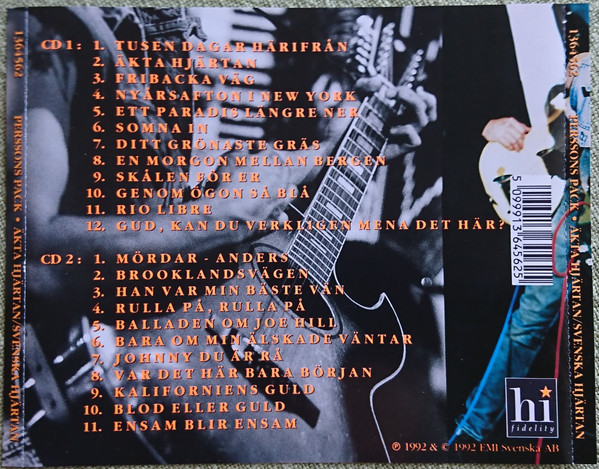 1364562 PERSSONS PACK • ÄKTA HJÄRTAN/SVENSKA HJÄRTAN
CD 1: 1. TUSEN DAGAR HÄRIFRÅN
2. ÄKTA HJÄRTAN
3. FRIBACKA VÄG
4. NYÅRSAFTON I NEW YORK
5. ETT PARADIS LÄNGRE NER
6. SOMNA IN
7. DITT GRÖNASTE GRÄS
8. EN MORGON MELLAN BERGEN
9. SKÅLEN FÖR ER
10. GENOM ÖGON SÅ BLÅ
11. RIO LIBRE
12. GUD, KAN DU VERKLIGEN MENA DET HÄR?
CD 2: 1. MÖRDAR - ANDERS
2. BROOKLANDSVÄGEN
3. HAN VAR MIN BÄSTE VÄN
4. RULLA PÅ, RULLA PÅ
5. BALLADEN OM JOE HILL
6. BARA OM MIN ÄLSKADE VÄNTAR
7. JOHNNY DU ÄR RÅ
8. VAR DET HÄR BARA BÖRJAN
9. KALIFORNIENS GULD
10. BLOD ELLER GULD
11. ENSAM BLIR ENSAM
5 099913 645625
hi
fidelity
℗ 1992 & © 1992 EMI Svenska AB
1364562 PERSSONS PACK • ÄKTA HJÄRTAN/SVENSKA HJÄRTAN